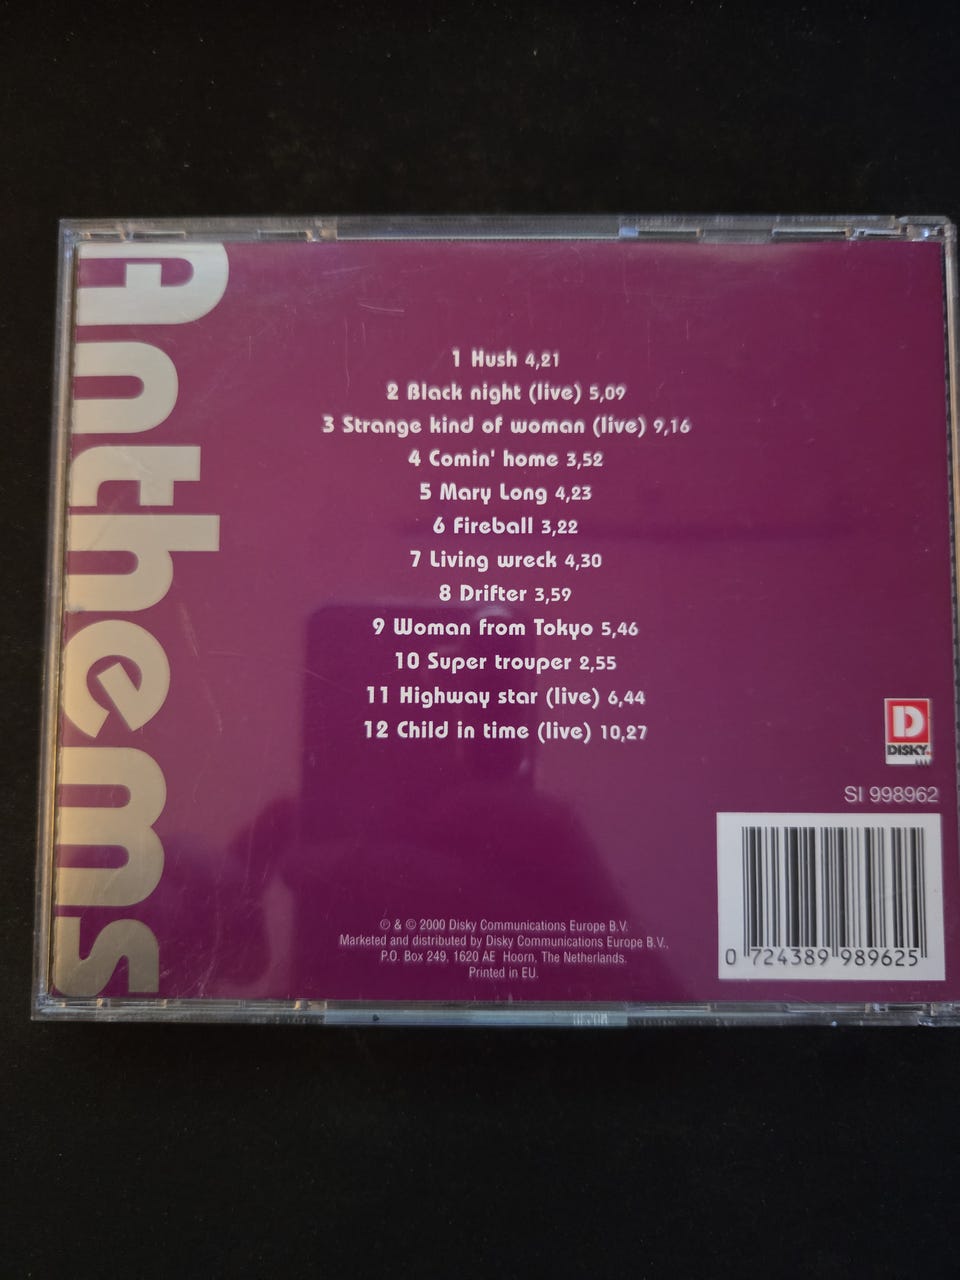 Anthems
1 Hush 4,21
2 Black night (live) 5,09
3 Strange kind of woman (live) 9,16
4 Comin' home 3,52
5 Mary Long 4,23
6 Fireball 3,22
7 Living wreck 4,30
8 Drifter 3,59
9 Woman from Tokyo 5,46
10 Super trouper 2,55
11 Highway star (live) 6,44
12 Child in time (live) 10,27
D
DISKY
SI 998962
0 724389 989625
℗ & © 2000 Disky Communications Europe B.V.
Marketed and distributed by Disky Communications Europe B.V.,
P.O. Box 249, 1620 AE Hoorn, The Netherlands.
Printed in EU.